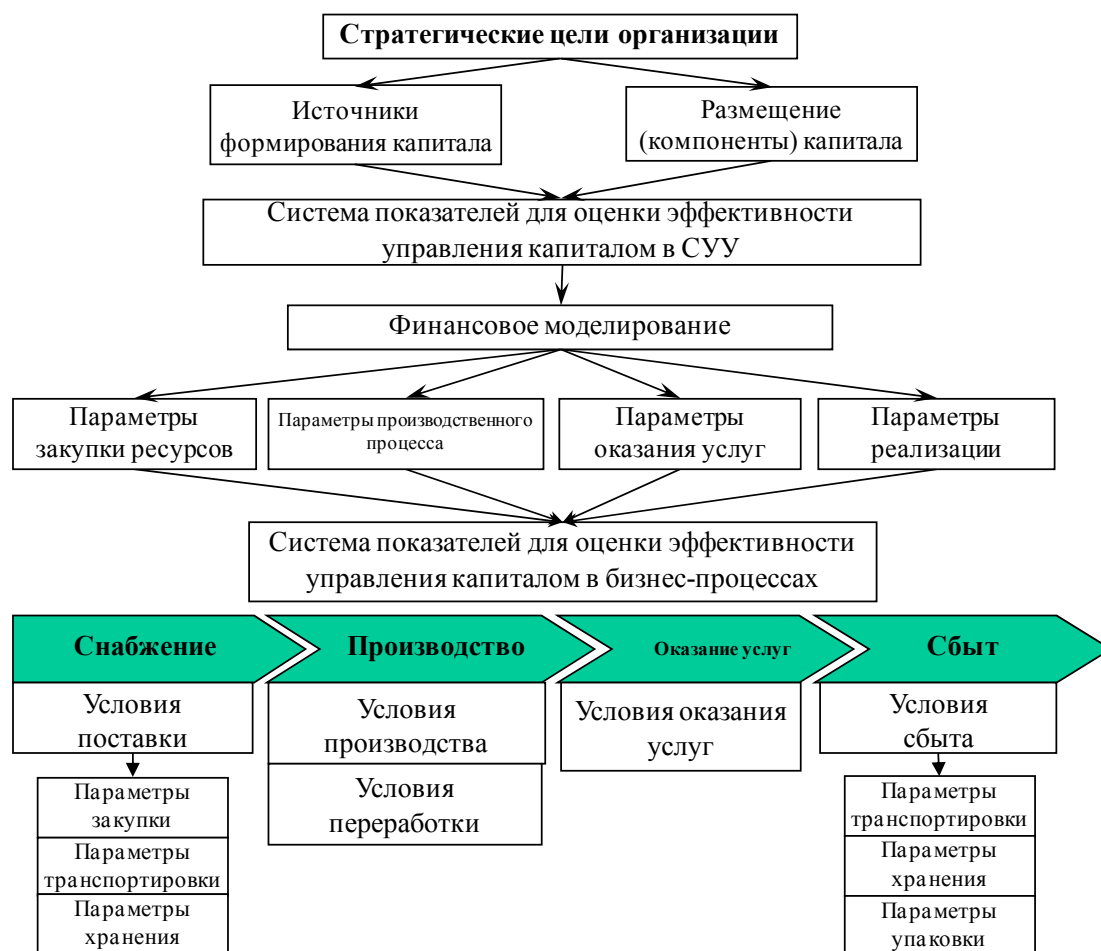 Стратегические цели организации
Источники
формирования капитала
Размещение
(компоненты) капитала
Система показателей для оценки эффективности
управления капиталом в СУУ
Финансовое моделирование
Параметры
закупки ресурсов
Параметры производственного
процесса
Параметры
оказания услуг
Параметры
реализации
Система показателей для оценки эффективности
управления капиталом в бизнес-процессах
Снабжение
Производство
Оказание услуг
Сбыт
Условия
поставки
Условия
производства
Условия оказания
услуг
Условия
сбыта
Условия
переработки
Параметры
закупки
Параметры
транспортировки
Параметры
хранения
Параметры
транспортировки
Параметры
хранения
Параметры
упаковки